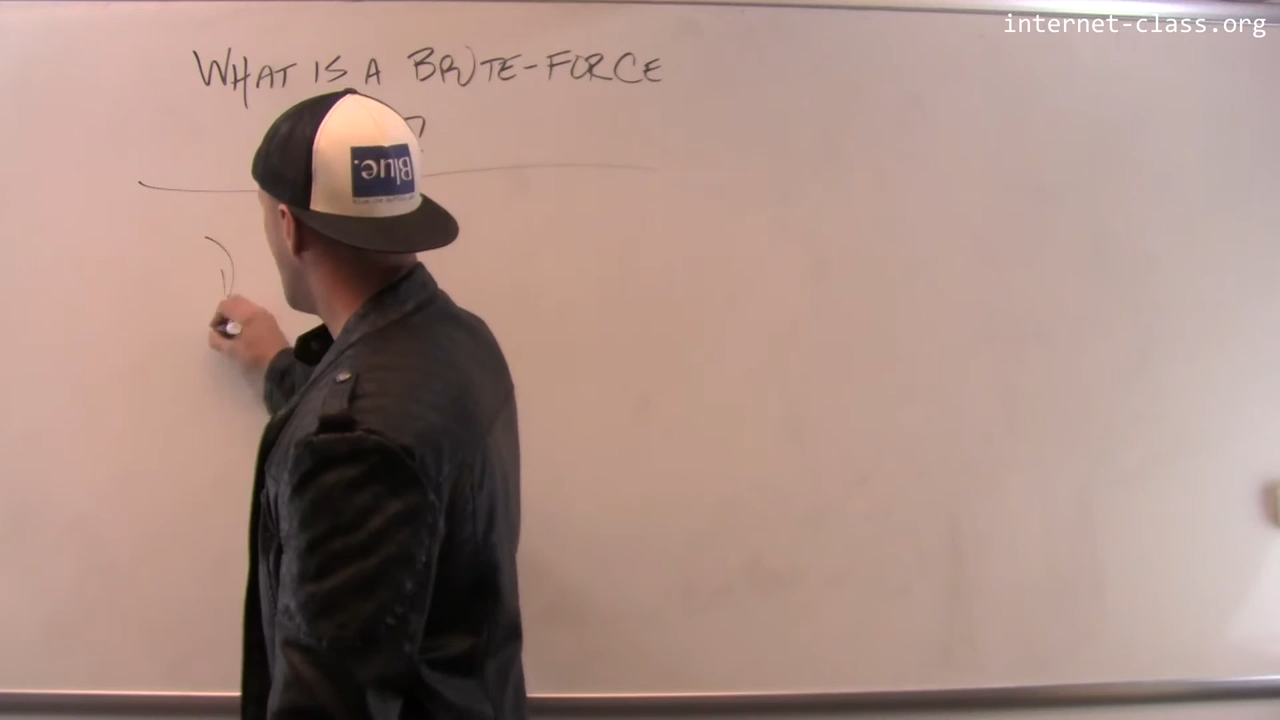 internet-class.org
WHAT IS A BRUTE-FORCE
?
Blue.